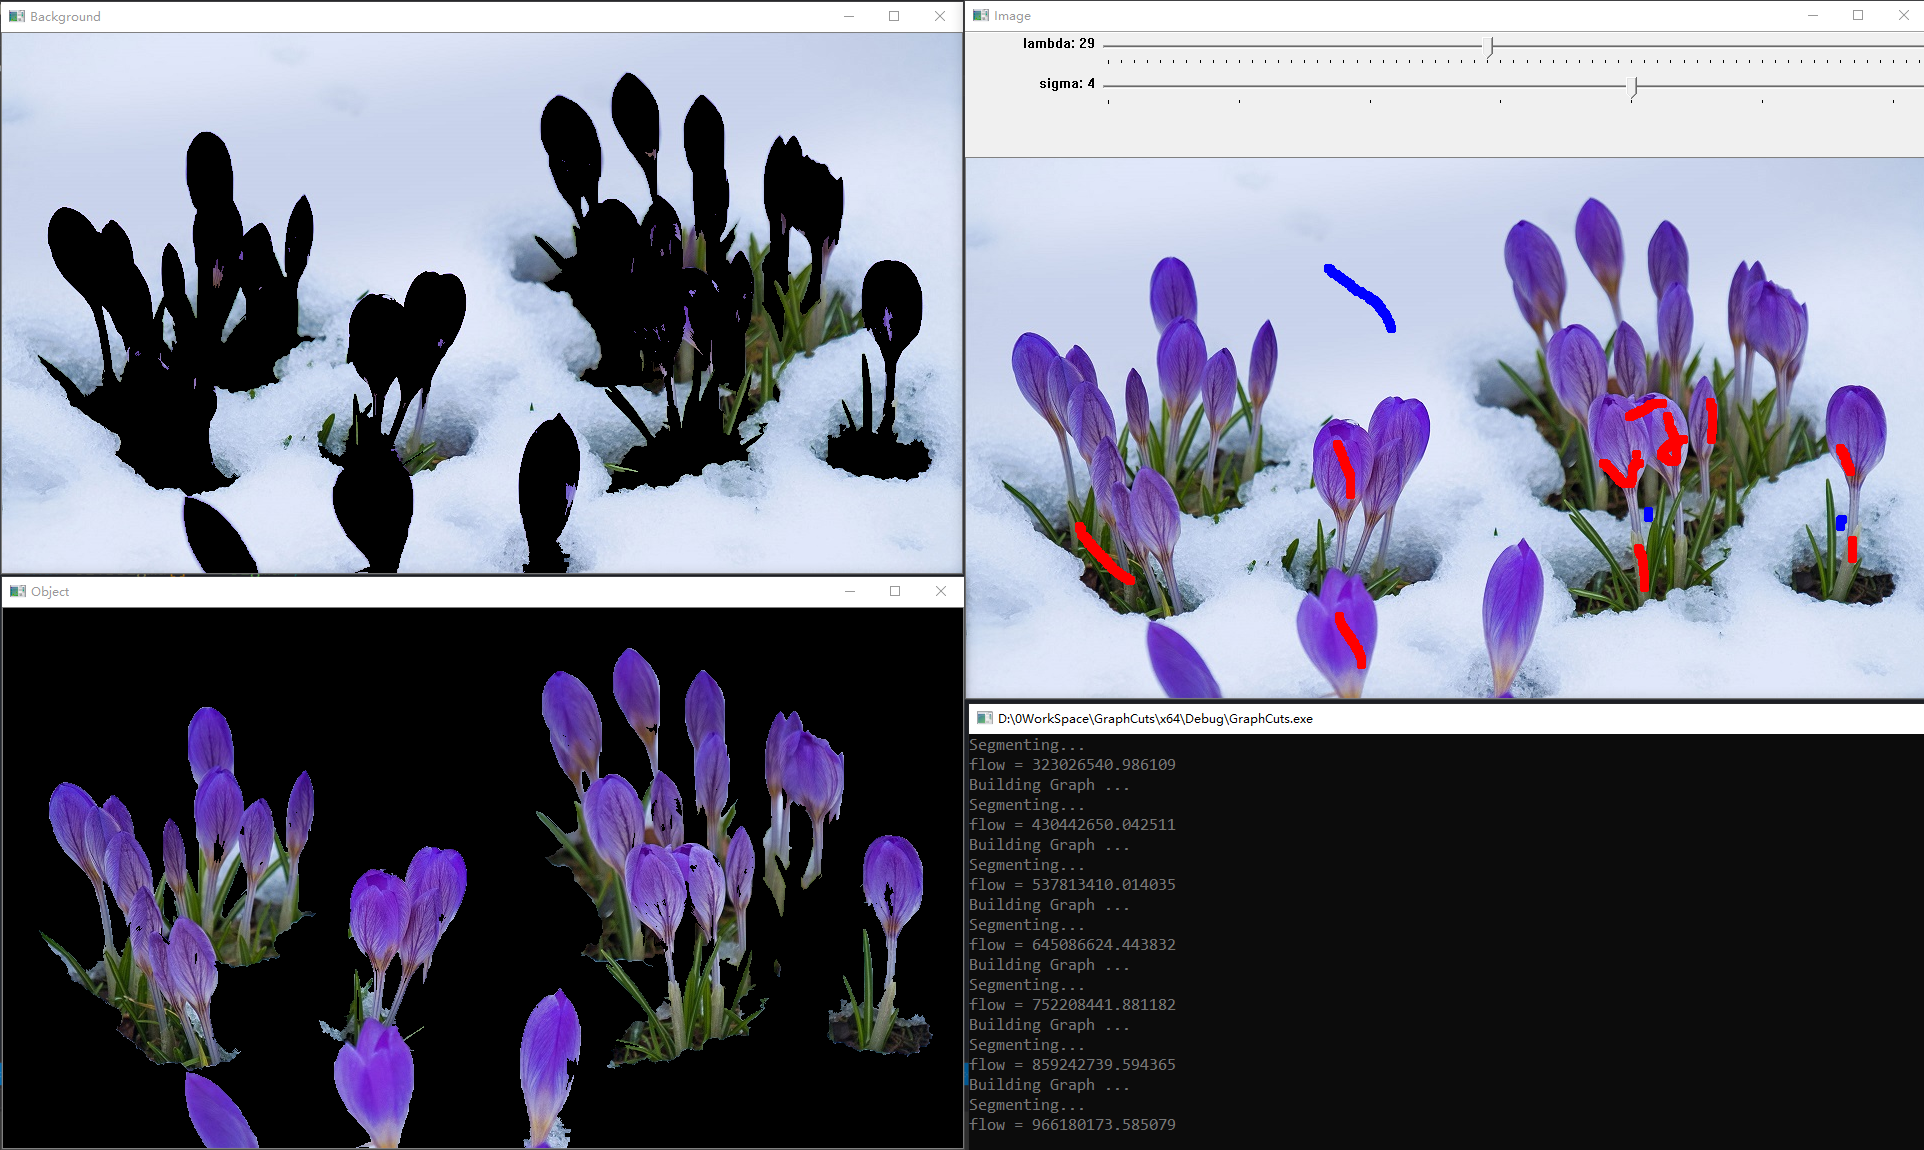 Background
Image
lambda: 29
sigma: 4
Object
D:\0WorkSpace\GraphCuts\x64\Debug\GraphCuts.exe
Segmenting...
flow = 323026540.986109
Building Graph ...
Segmenting...
flow = 430442650.042511
Building Graph ...
Segmenting...
flow = 537813410.014035
Building Graph ...
Segmenting...
flow = 645086624.443832
Building Graph ...
Segmenting...
flow = 752208441.881182
Building Graph ...
Segmenting...
flow = 859242739.594365
Building Graph ...
Segmenting...
flow = 966180173.585079